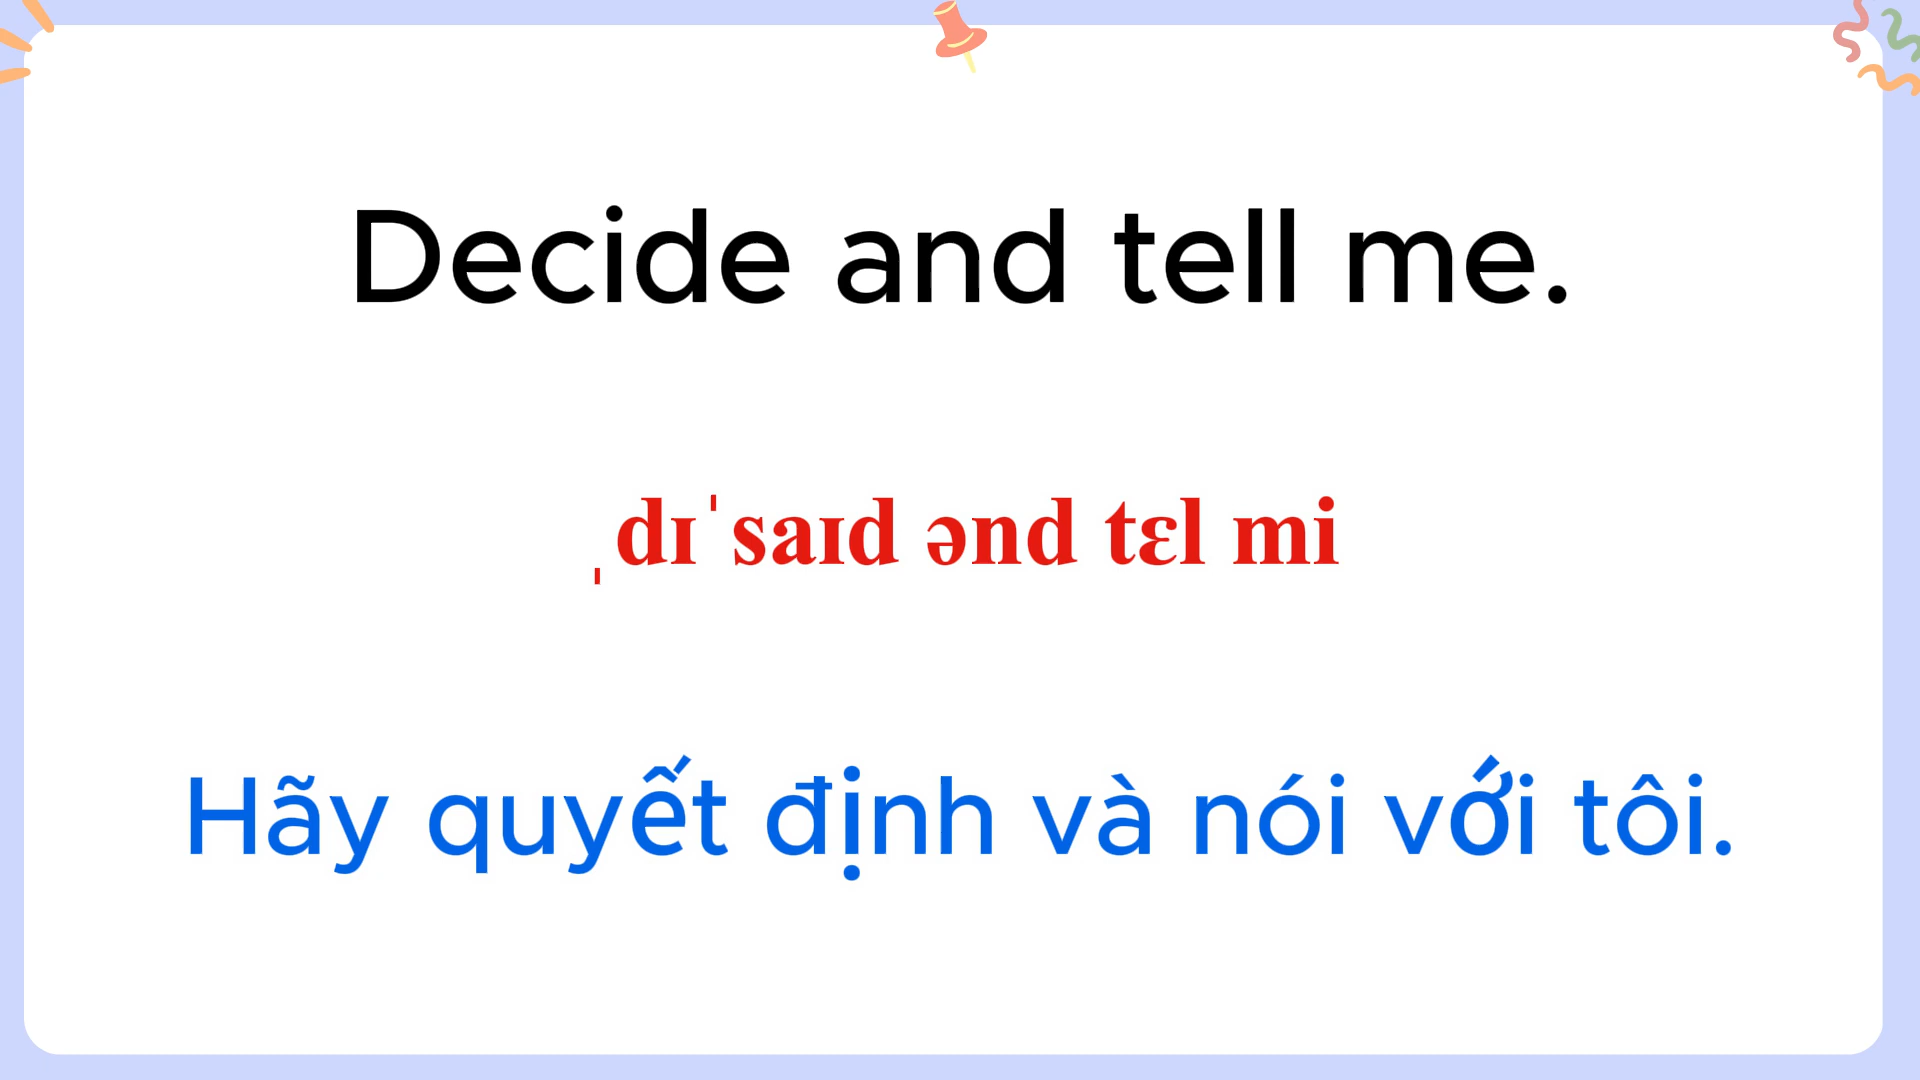 Decide and tell me.
ˌdɪˈsaɪd ənd tɛl mi
Hãy quyết định và nói với tôi.